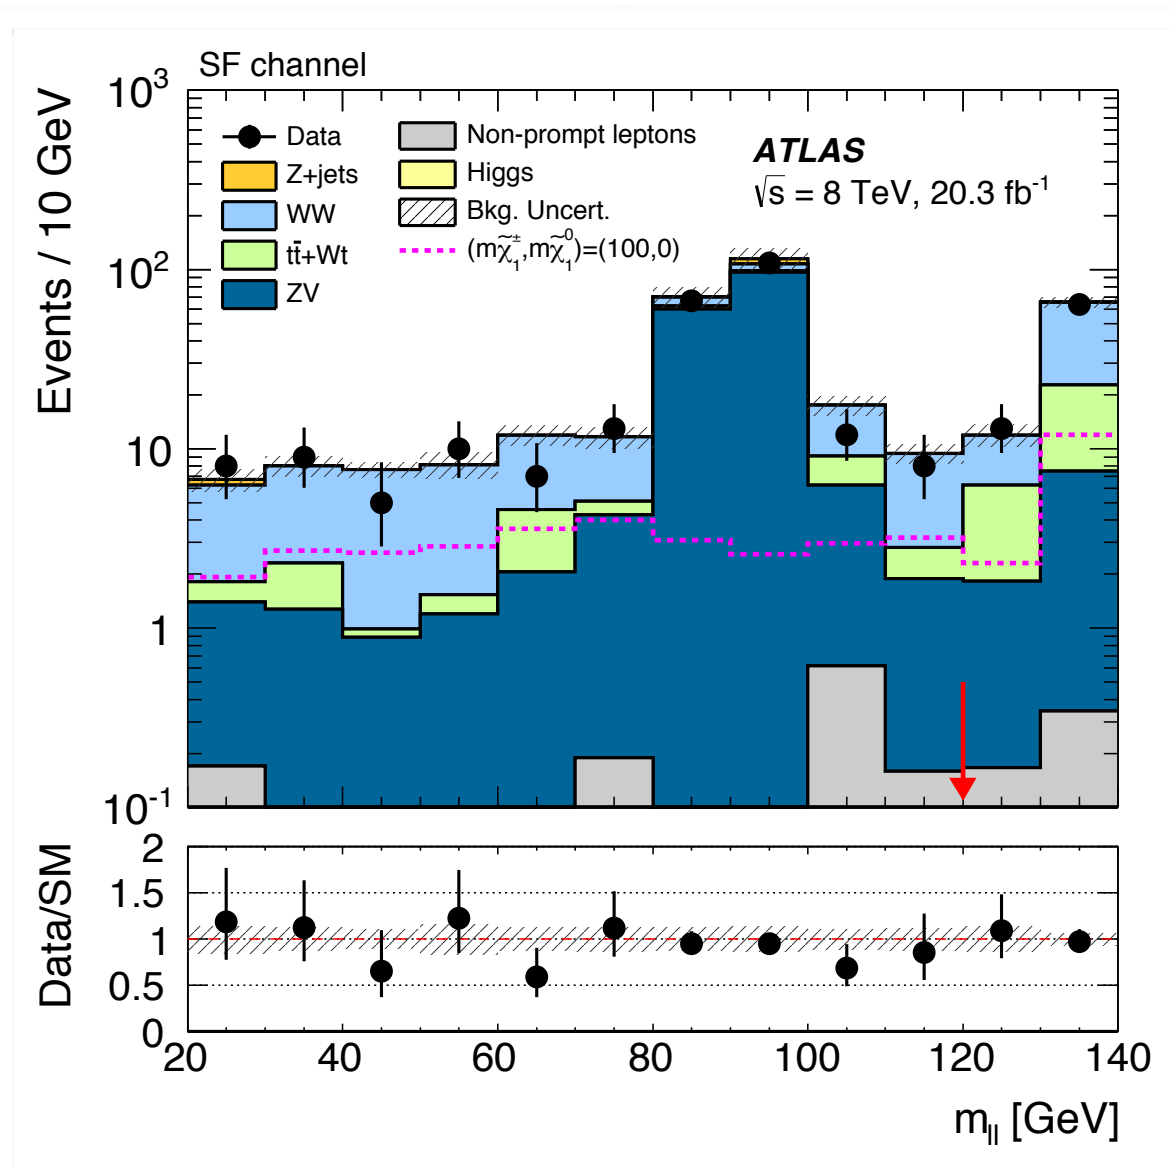 SF channel
Events / 10 GeV
10³
10²
10
1
10⁻¹
Data
Z+jets
WW
tt̄+Wt
ZV
Non-prompt leptons
Higgs
Bkg. Uncert.
(mχ̃₁±,mχ̃₁⁰)=(100,0)
ATLAS
√s = 8 TeV, 20.3 fb⁻¹
Data/SM
2
1.5
1
0.5
0
20 40 60 80 100 120 140
m_ll [GeV]